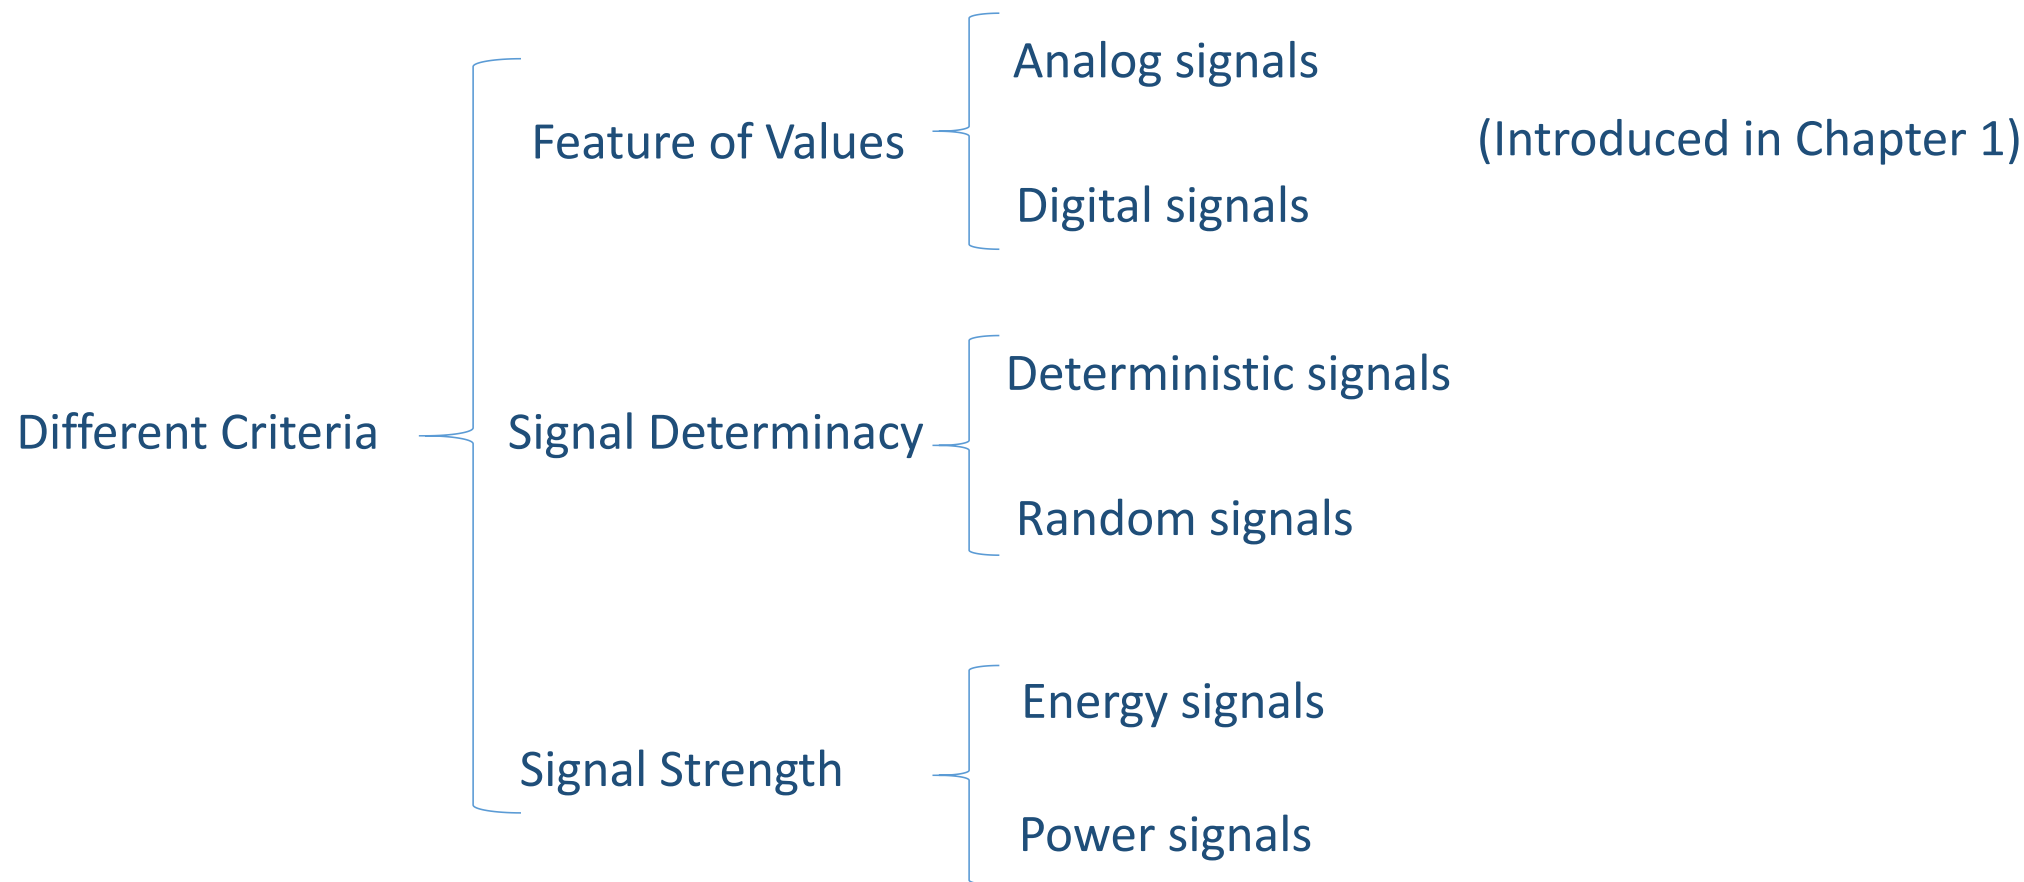 Analog signals
Feature of Values
(Introduced in Chapter 1)
Digital signals
Deterministic signals
Different Criteria
Signal Determinacy
Random signals
Energy signals
Signal Strength
Power signals